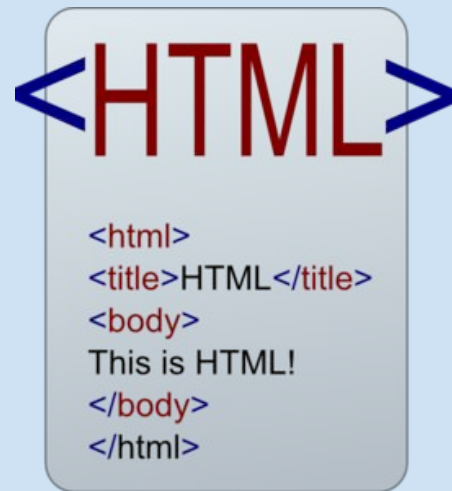 <HTML>
<html>
<title>HTML</title>
<body>
This is HTML!
</body>
</html>